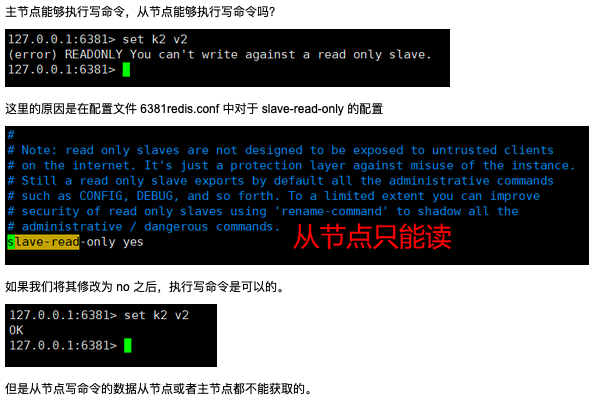 主节点能够执行写命令，从节点能够执行写命令吗?
127.0.0.1:6381> set k2 v2
(error) READONLY You can't write against a read only slave.
127.0.0.1:6381>
这里的原因是在配置文件 6381redis.conf 中对于 slave-read-only 的配置
#
# Note: read only slaves are not designed to be exposed to untrusted clients
# on the internet. It's just a protection layer against misuse of the instance.
# Still a read only slave exports by default all the administrative commands
# such as CONFIG, DEBUG, and so forth. To a limited extent you can improve
# security of read only slaves using 'rename-command' to shadow all the
# administrative / dangerous commands.
slave-read-only yes
从节点只能读
如果我们将其修改为 no 之后，执行写命令是可以的。
127.0.0.1:6381> set k2 v2
OK
127.0.0.1:6381>
但是从节点写命令的数据从节点或者主节点都不能获取的。